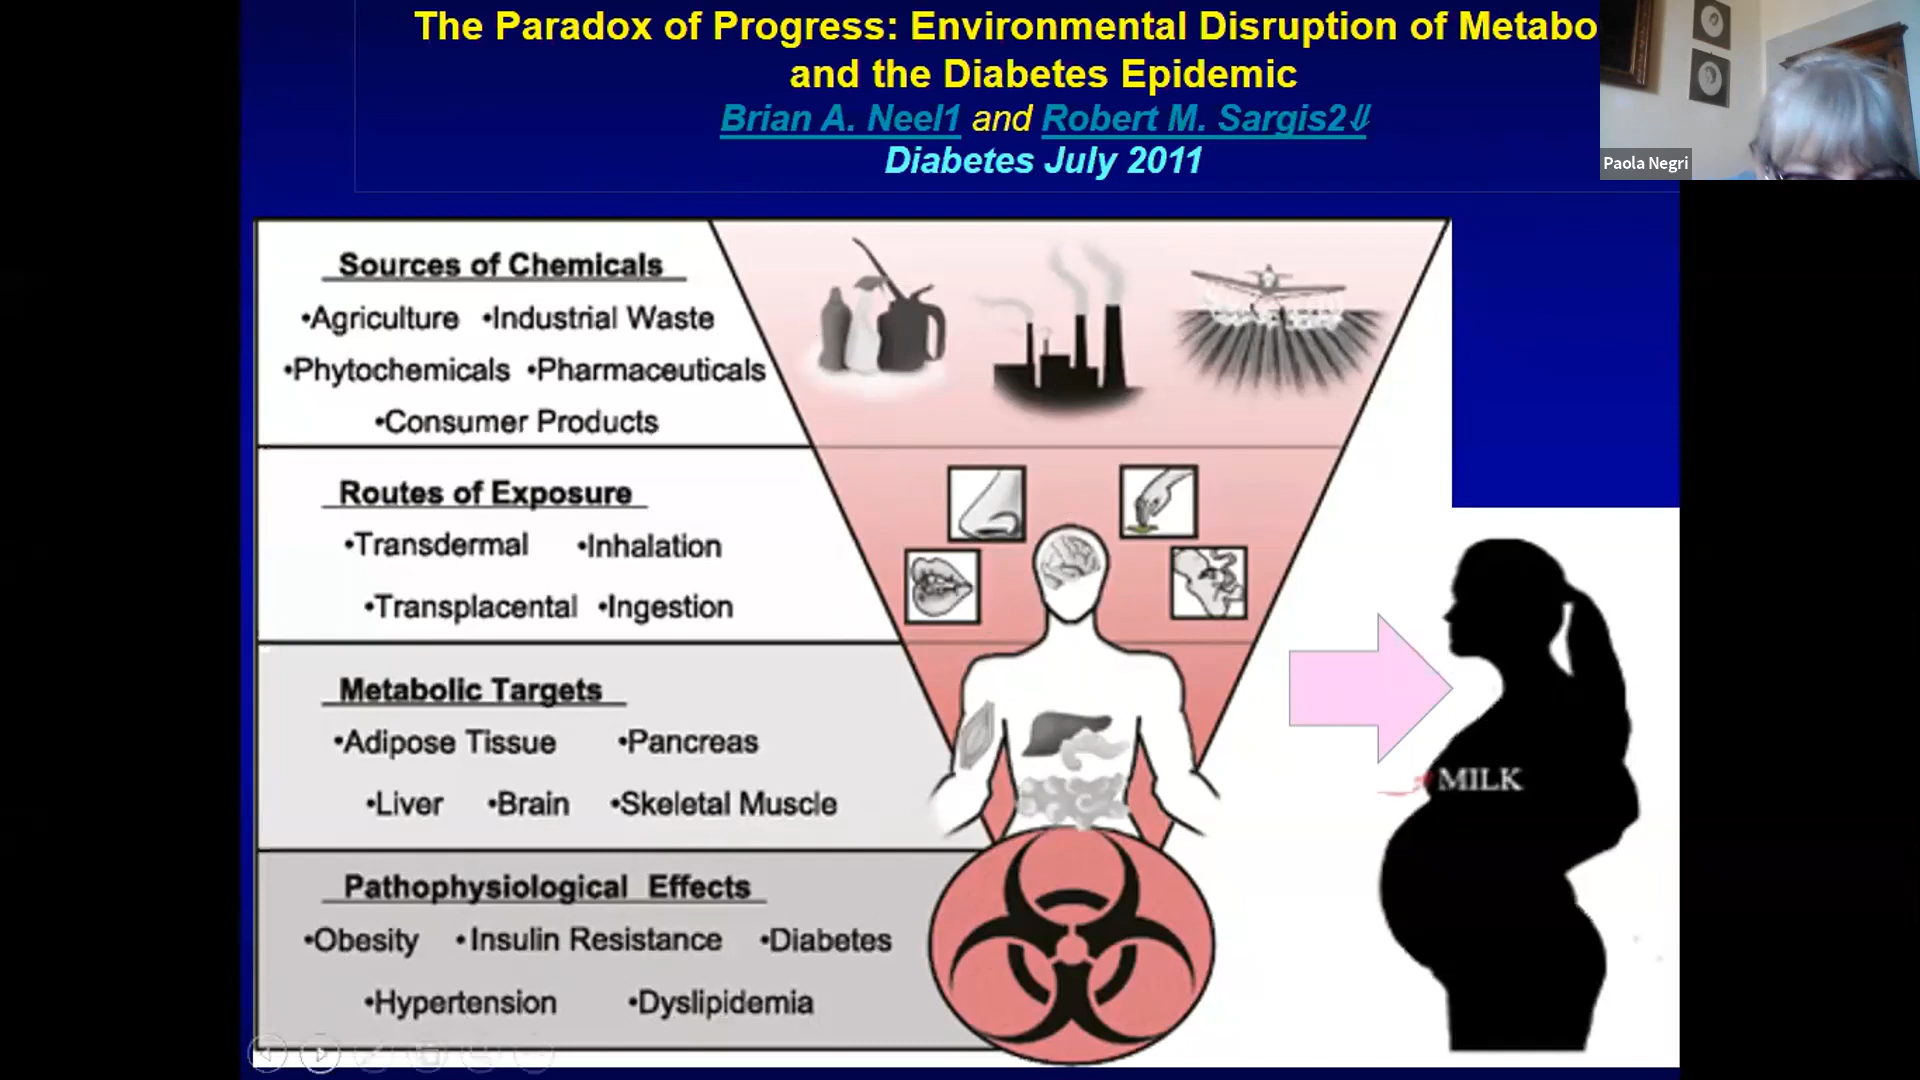 The Paradox of Progress: Environmental Disruption of Metabo
and the Diabetes Epidemic
Brian A. Neel1 and Robert M. Sargis2⇓
Diabetes July 2011
Paola Negri
Sources of Chemicals
•Agriculture •Industrial Waste
•Phytochemicals •Pharmaceuticals
•Consumer Products
Routes of Exposure
•Transdermal •Inhalation
•Transplacental •Ingestion
Metabolic Targets
•Adipose Tissue •Pancreas
•Liver •Brain •Skeletal Muscle
MILK
Pathophysiological Effects
•Obesity •Insulin Resistance •Diabetes
•Hypertension •Dyslipidemia